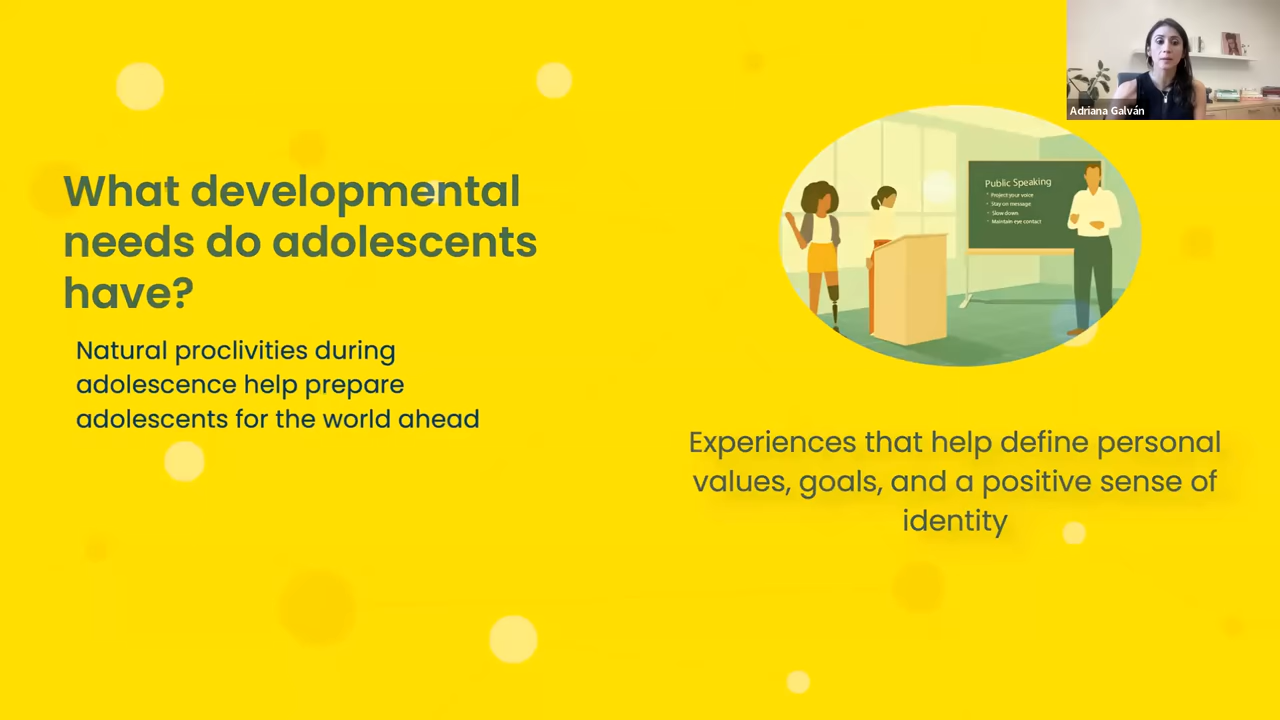 Adriana Galván
What developmental
needs do adolescents
have?
Natural proclivities during
adolescence help prepare
adolescents for the world ahead
Public Speaking
Project your voice
Stay on message
Slow down
Maintain eye contact
Experiences that help define personal
values, goals, and a positive sense of
identity